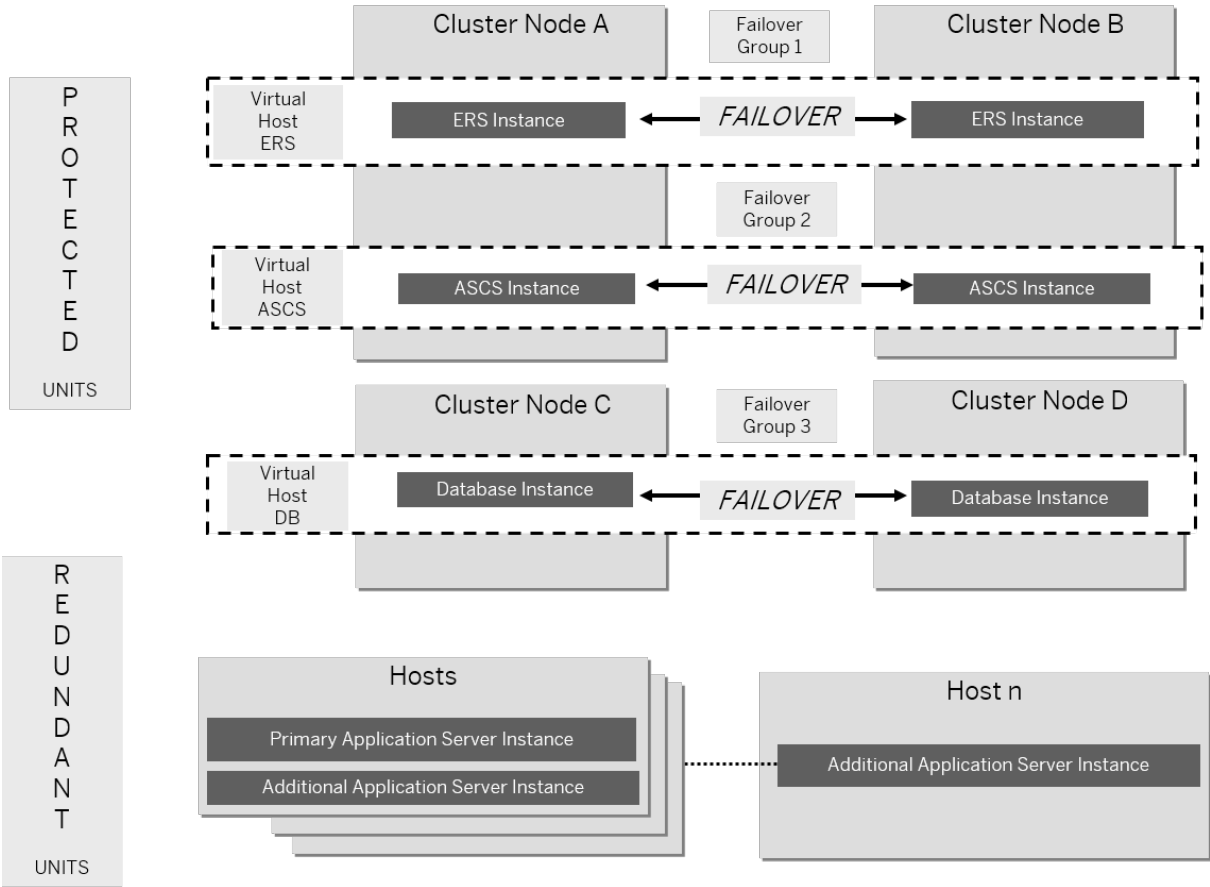 Cluster Node A
Failover
Group 1
Cluster Node B
PROTECTED
UNITS
Virtual
Host
ERS
ERS Instance
FAILOVER
ERS Instance
Failover
Group 2
Virtual
Host
ASCS
ASCS Instance
FAILOVER
ASCS Instance
Cluster Node C
Failover
Group 3
Cluster Node D
Virtual
Host
DB
Database Instance
FAILOVER
Database Instance
REDUNDANT
UNITS
Hosts
Primary Application Server Instance
Additional Application Server Instance
Host n
Additional Application Server Instance